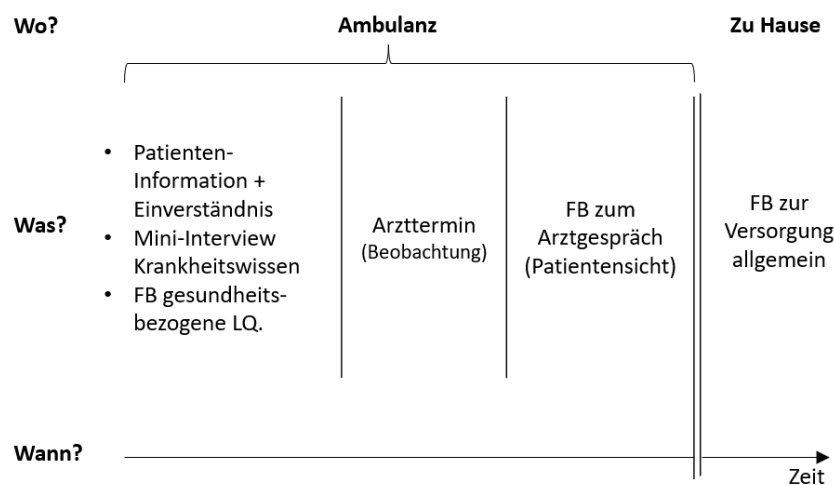 Wo?
Ambulanz
Zu Hause
Was?
• Patienten-
Information +
Einverständnis
• Mini-Interview
Krankheitswissen
• FB gesundheits-
bezogene LQ.
Arzttermin
(Beobachtung)
FB zum
Arztgespräch
(Patientensicht)
FB zur
Versorgung
allgemein
Wann?
Zeit